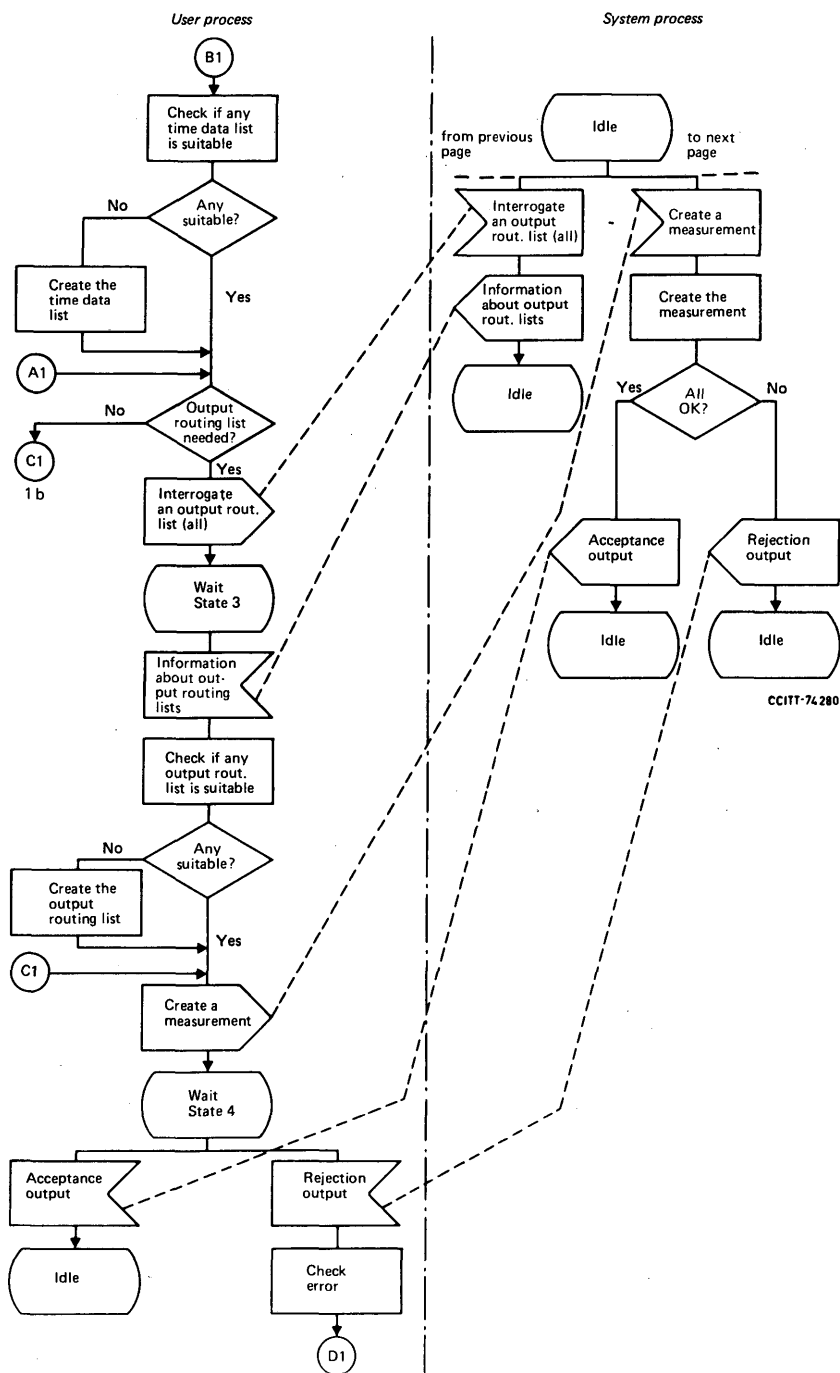 User process
System process
B1
Check if any
time data list
is suitable
No
Any
suitable?
Create the
time data
list
Yes
A1
No
Output
routing list
needed?
C1
1b
Yes
Interrogate
an output rout.
list (all)
Wait
State 3
Information
about out-
put routing
lists
Check if any
output rout.
list is suitable
No
Any
suitable?
Create the
output
routing list
Yes
C1
Create a
measurement
Wait
State 4
Acceptance
output
Rejection
output
Idle
Check
error
D1
Idle
from previous
page
to next
page
Interrogate
an output
rout. list (all)
Create a
measurement
Information
about output
rout. lists
Create the
measurement
Idle
Yes
All
OK?
No
Acceptance
output
Rejection
output
Idle
Idle
CCITT-74280